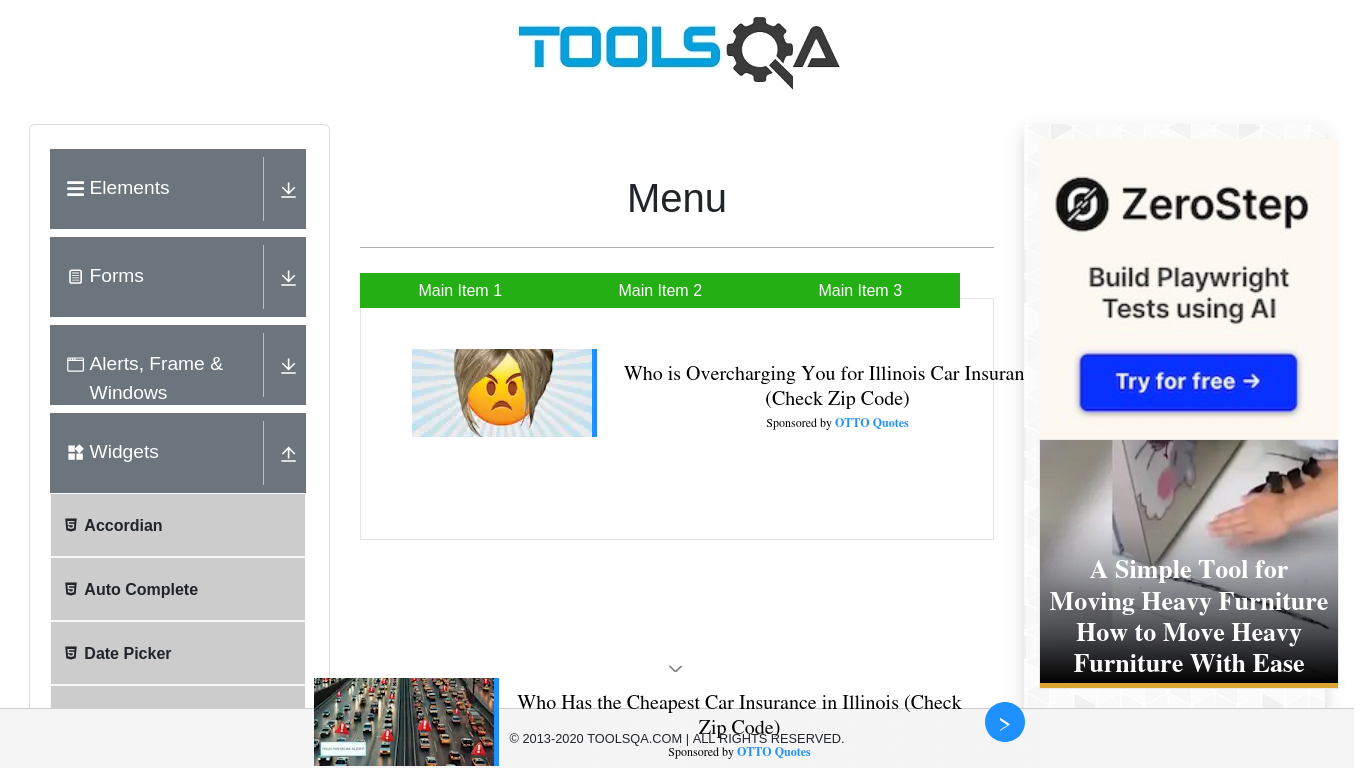 TOOLSQA
Elements
Forms
Alerts, Frame &
Windows
Widgets
Accordian
Auto Complete
Date Picker
Menu
Main Item 1
Main Item 2
Main Item 3
Who is Overcharging You for Illinois Car Insuran
(Check Zip Code)
Sponsored by OTTO Quotes
ZeroStep
Build Playwright
Tests using AI
Try for free →
A Simple Tool for
Moving Heavy Furniture
How to Move Heavy
Furniture With Ease
Who Has the Cheapest Car Insurance in Illinois (Check
Zip Code)
Sponsored by OTTO Quotes
© 2013-2020 TOOLSQA.COM | ALL RIGHTS RESERVED.